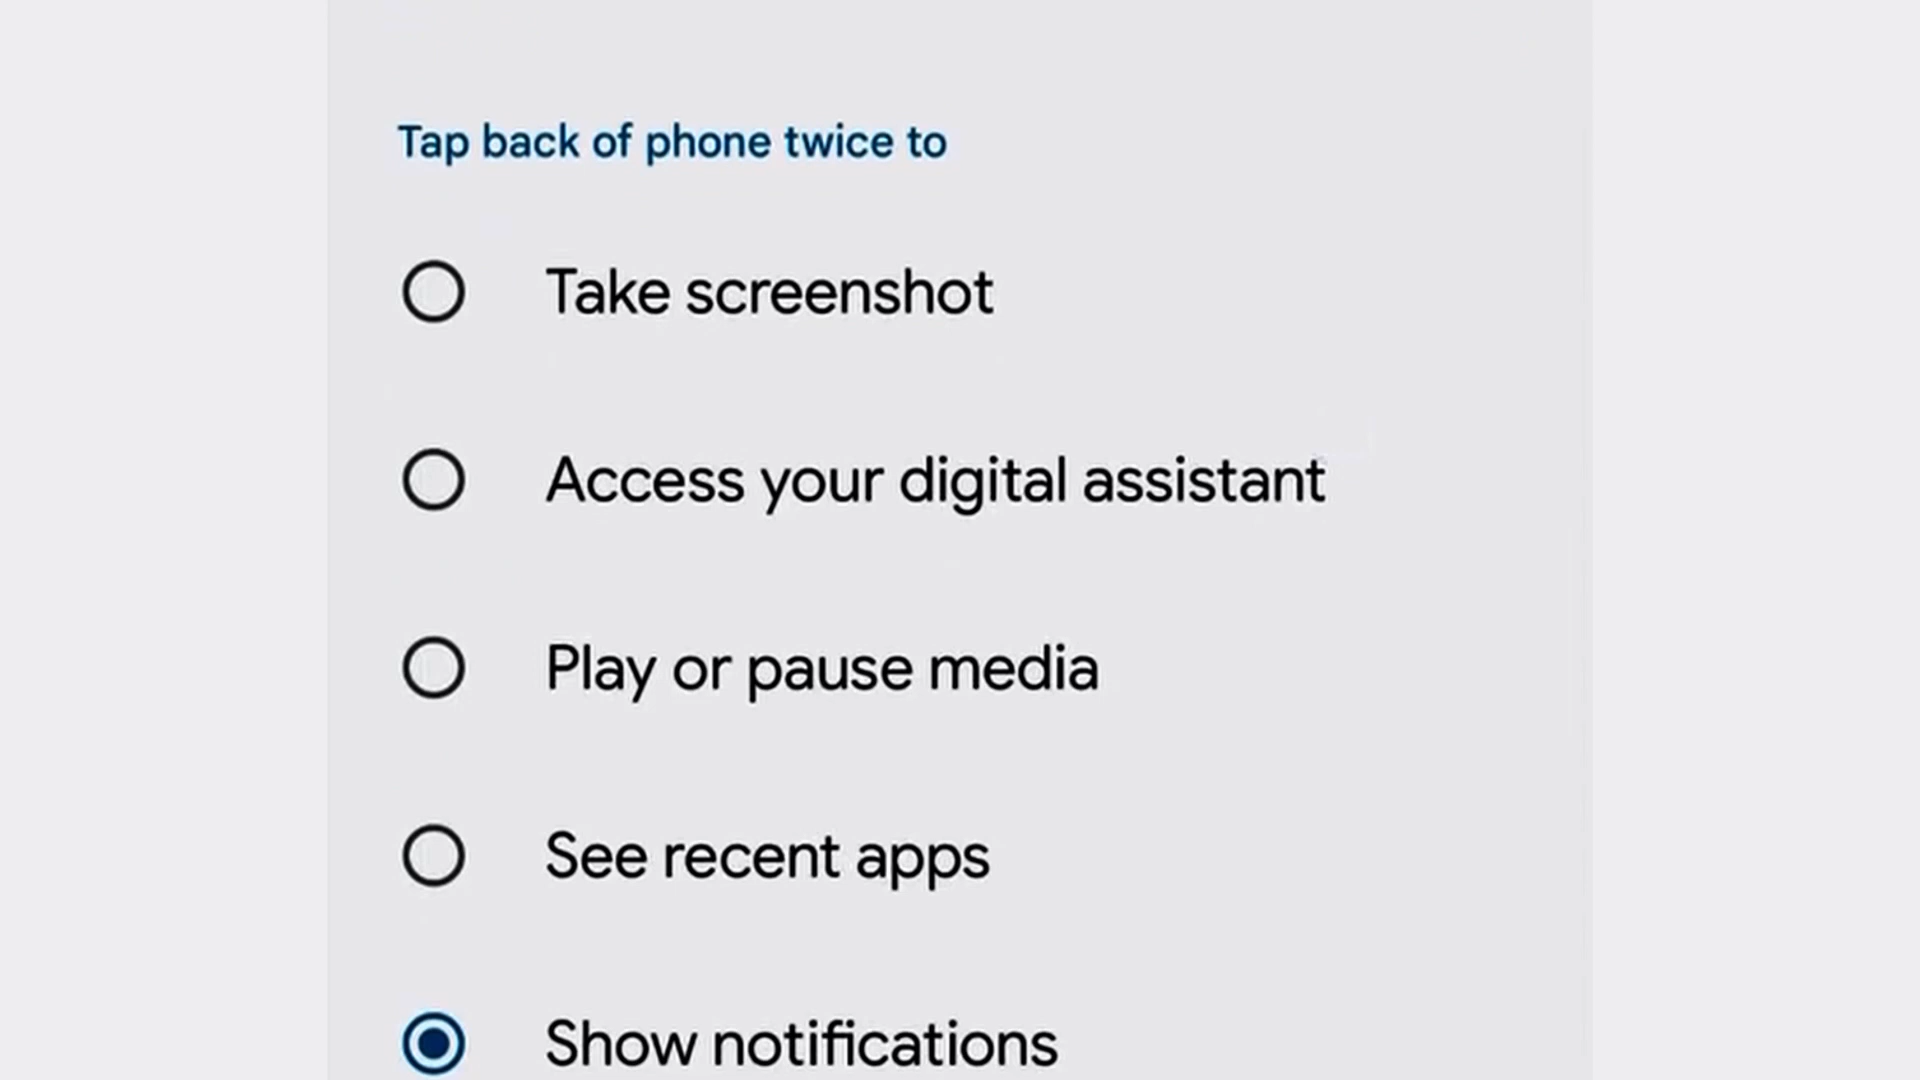 Tap back of phone twice to
Take screenshot
Access your digital assistant
Play or pause media
See recent apps
Show notifications